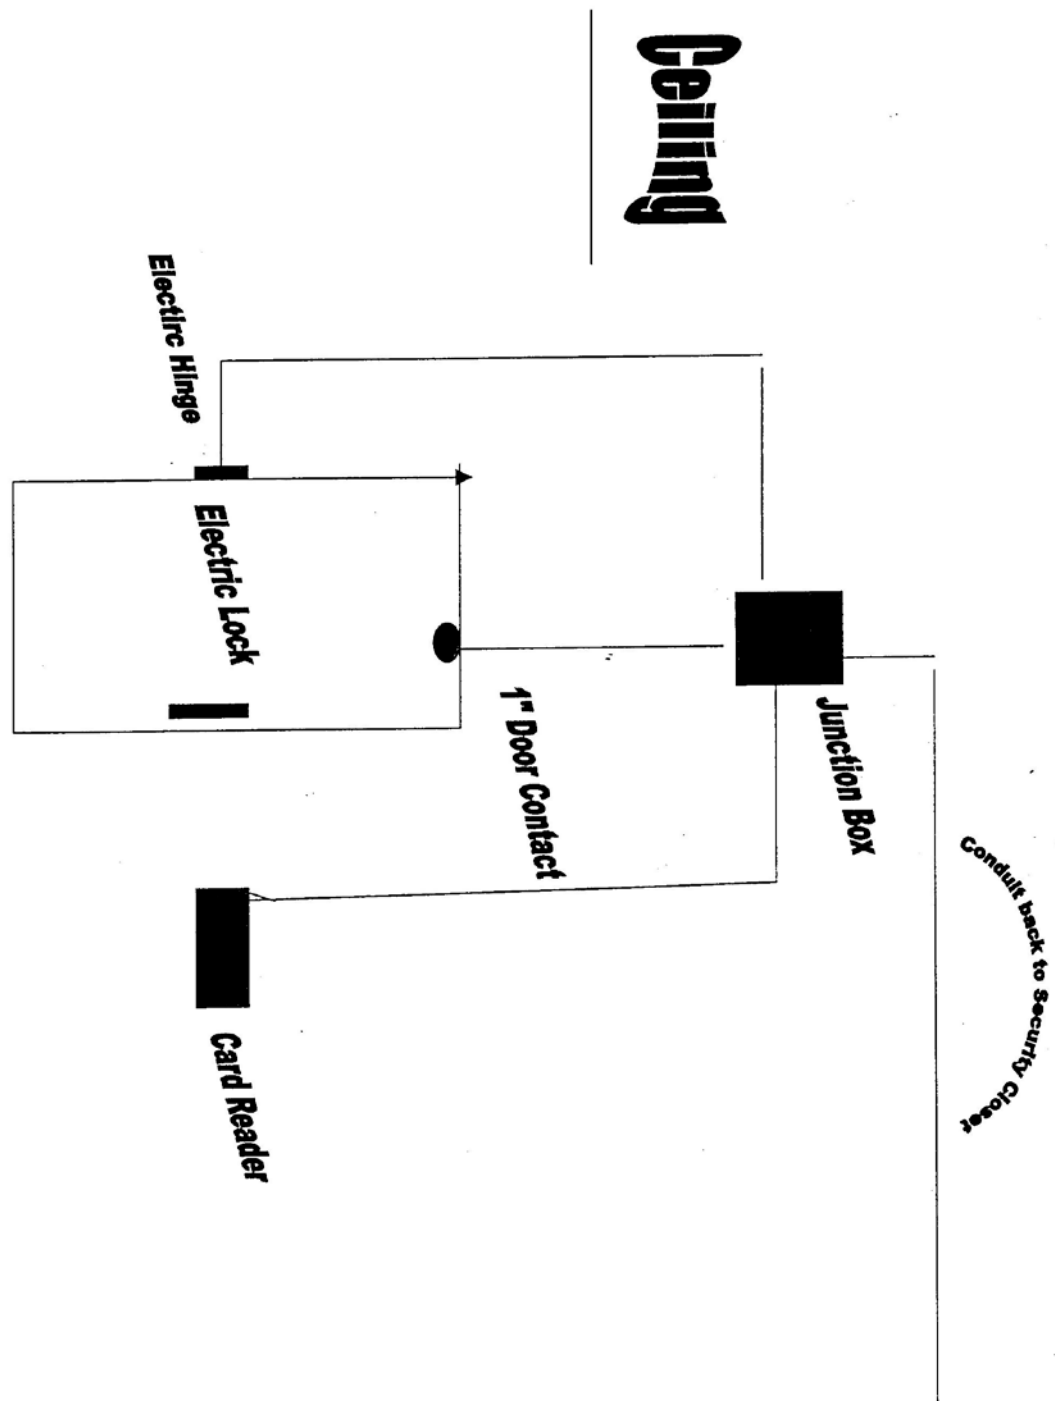 Ceiling
Conduit back to Security Closet
Junction Box
1" Door Contact
Electirc Hinge
Electric Lock
Card Reader